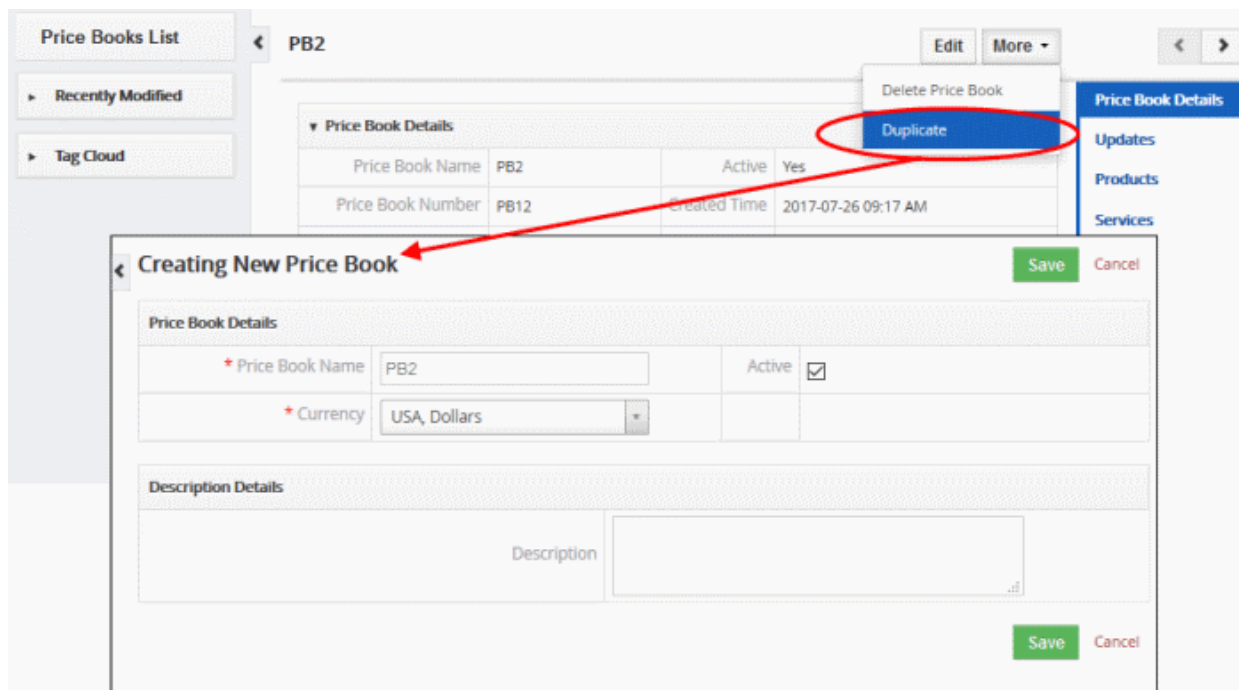 Price Books List
PB2
Edit
More
Delete Price Book
Duplicate
Recently Modified
Tag Cloud
Price Book Details
Price Book Name PB2 Active Yes
Price Book Number PB12 Created Time 2017-07-26 09:17 AM
Price Book Details
Updates
Products
Services
Creating New Price Book
Save Cancel
Price Book Details
* Price Book Name PB2 Active
* Currency USA, Dollars
Description Details
Description
Save Cancel